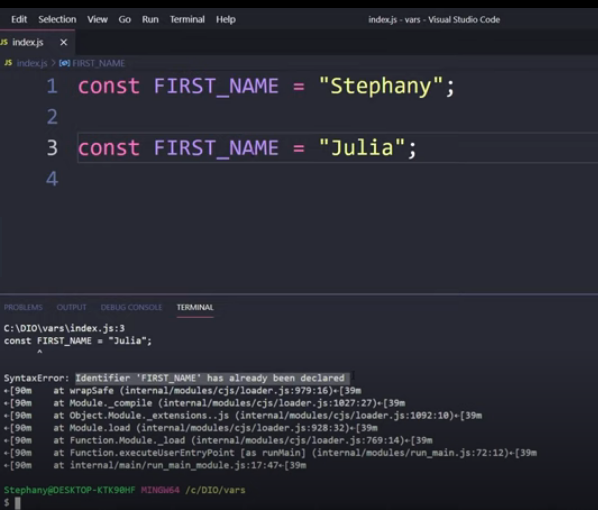 Edit Selection View Go Run Terminal Help index.js - vars - Visual Studio Code
JS index.js ×
JS index.js > FIRST_NAME
1 const FIRST_NAME = "Stephany";
2
3 const FIRST_NAME = "Julia";
4
PROBLEMS OUTPUT DEBUG CONSOLE TERMINAL
C:\DIO\vars\index.js:3
const FIRST_NAME = "Julia";
^
SyntaxError: Identifier 'FIRST_NAME' has already been declared
←[90m at wrapSafe (internal/modules/cjs/loader.js:979:16)←[39m
←[90m at Module._compile (internal/modules/cjs/loader.js:1027:27)←[39m
←[90m at Object.Module._extensions..js (internal/modules/cjs/loader.js:1092:10)←[39m
←[90m at Module.load (internal/modules/cjs/loader.js:928:32)←[39m
←[90m at Function.Module._load (internal/modules/cjs/loader.js:769:14)←[39m
←[90m at Function.executeUserEntryPoint [as runMain] (internal/modules/run_main.js:72:12)←[39m
←[90m at internal/main/run_main_module.js:17:47←[39m
Stephany@DESKTOP-KTK90HF MINGW64 /c/DIO/vars
$